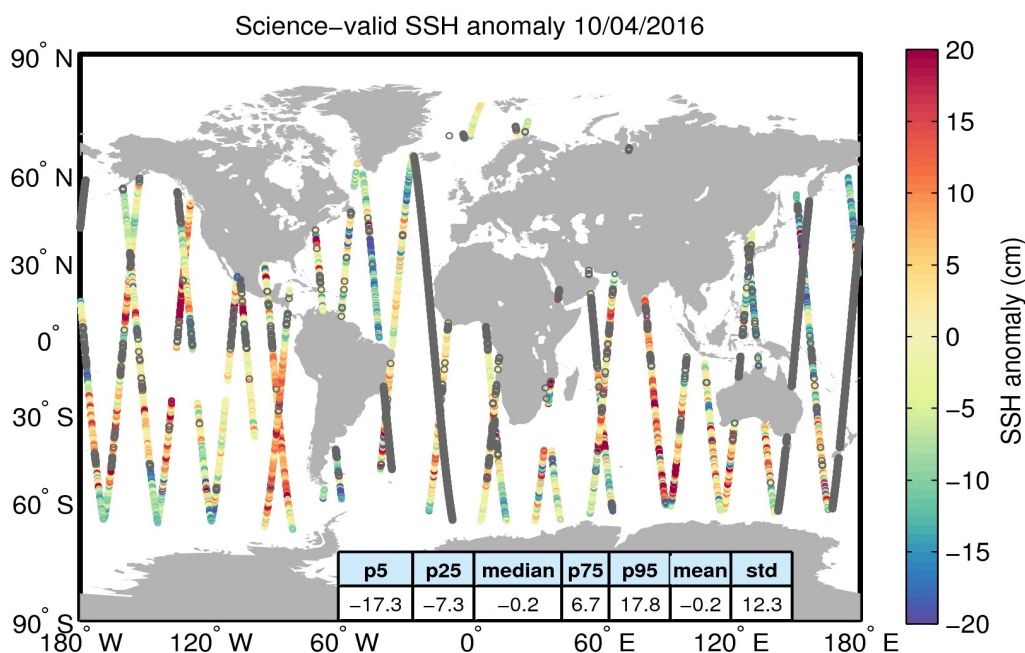 Science−valid SSH anomaly 10/04/2016
90° N
60° N
30° N
0°
30° S
60° S
90° S
180° W
120° W
60° W
0°
60° E
120° E
180° E
p5 p25 median p75 p95 mean std
−17.3 −7.3 −0.2 6.7 17.8 −0.2 12.3
20
15
10
5
0
−5
−10
−15
−20
SSH anomaly (cm)